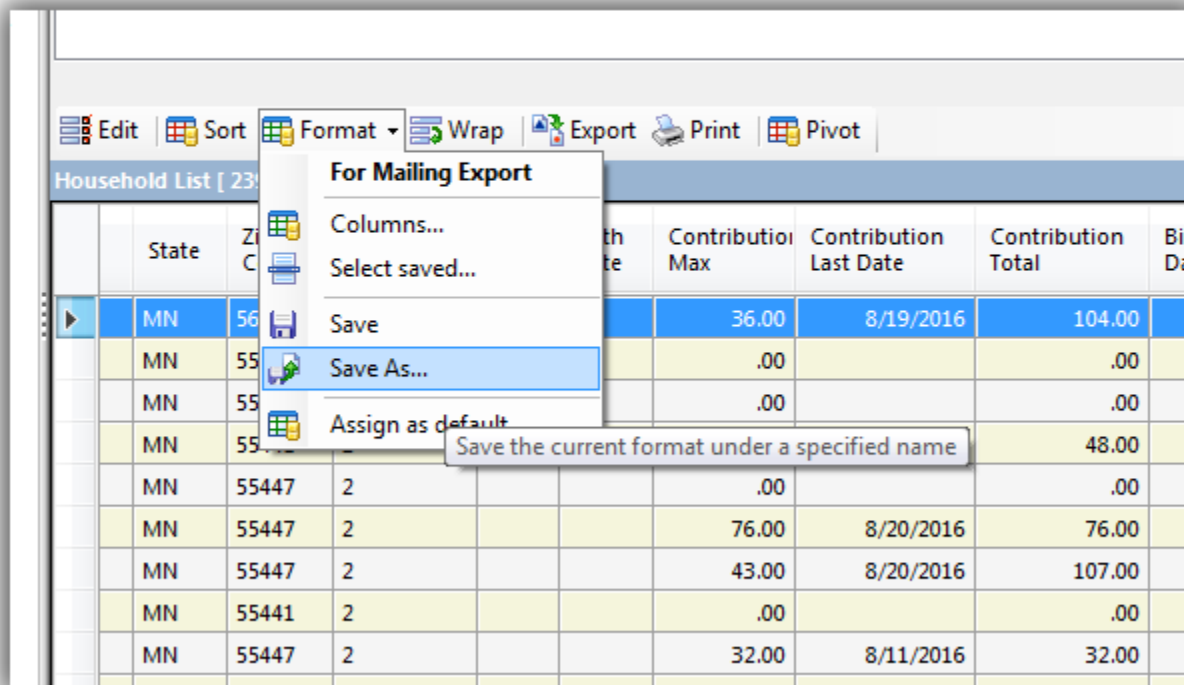 Edit Sort Format Wrap Export Print Pivot
For Mailing Export
Household List [
Columns...
Select saved...
Save
Save As...
Assign as default
Save the current format under a specified name
State Contribution Contribution
Max Last Date Total
MN 36.00 8/19/2016 104.00
MN .00 .00
MN .00 .00
MN 48.00
MN 55447 2 .00 .00
MN 55447 2 76.00 8/20/2016 76.00
MN 55447 2 43.00 8/20/2016 107.00
MN 55441 2 .00 .00
MN 55447 2 32.00 8/11/2016 32.00